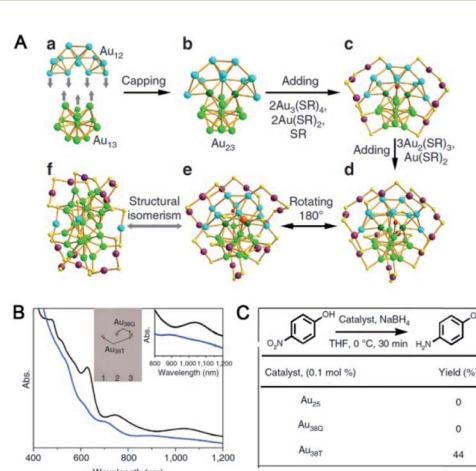 A
a
Au12
Au13
Capping
b
Au23
Adding
2Au3(SR)4,
2Au(SR)2,
SR
c
Adding
3Au2(SR)3,
Au(SR)2
f
Structural
isomerism
e
Rotating
180°
d
B
Abs.
Au38Q
Au38T
1 2 3
Abs.
800 900 1,000 1,100 1,200
Wavelength (nm)
400 600 800 1,000 1,200
Wavelength (nm)
C
OH
O2N
Catalyst, NaBH4
THF, 0 °C, 30 min
H2N
Catalyst, (0.1 mol %) Yield (%
Au25 0
Au38Q 0
Au38T 44